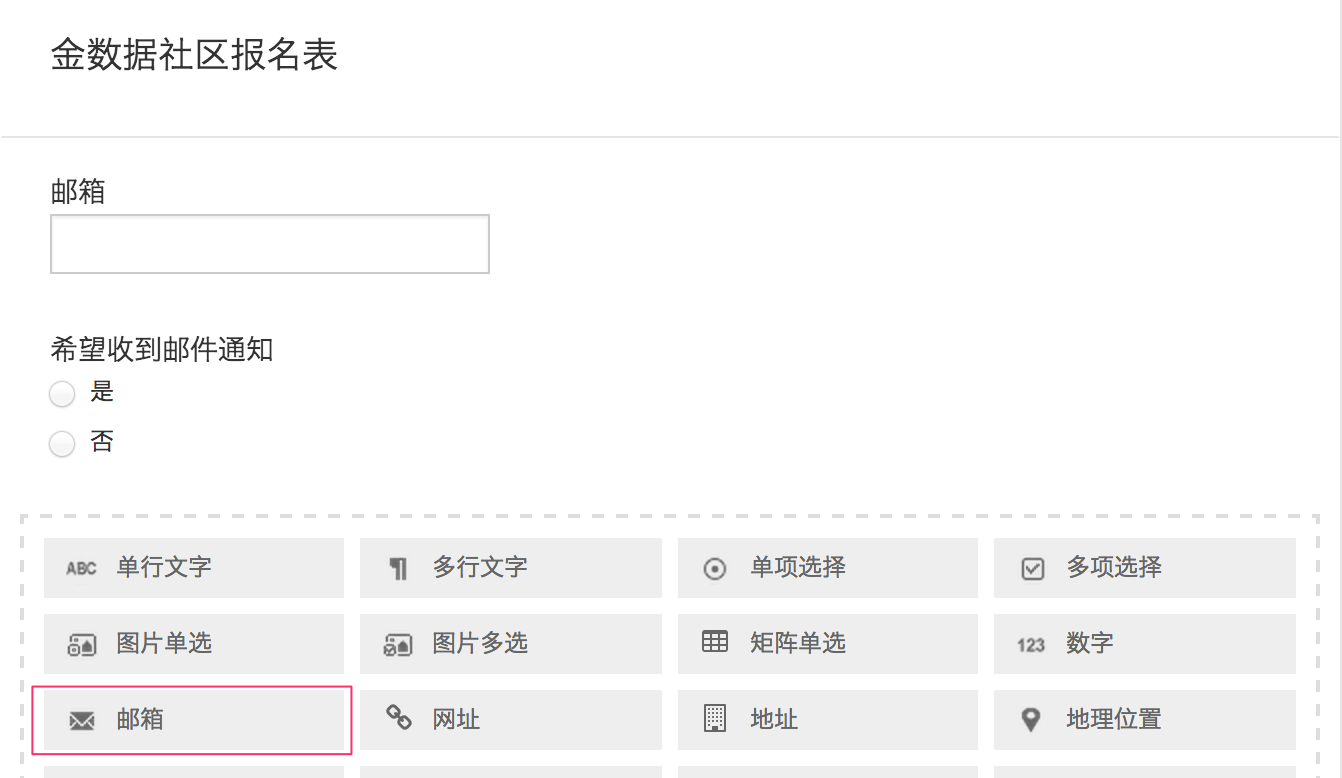 金数据社区报名表
邮箱
希望收到邮件通知
是
否
ABC 单行文字 多行文字 单项选择 多项选择
图片单选 图片多选 矩阵单选 123 数字
邮箱 网址 地址 地理位置